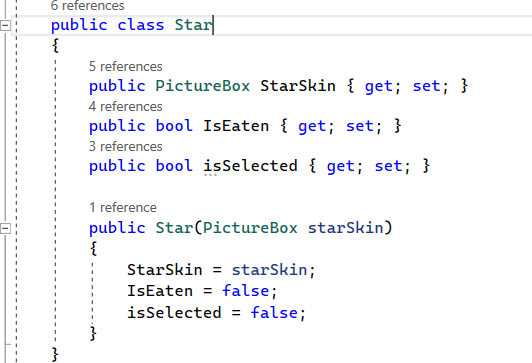 6 references
public class Star
{
5 references
public PictureBox StarSkin { get; set; }
4 references
public bool IsEaten { get; set; }
3 references
public bool isSelected { get; set; }
1 reference
public Star(PictureBox starSkin)
{
StarSkin = starSkin;
IsEaten = false;
isSelected = false;
}
}